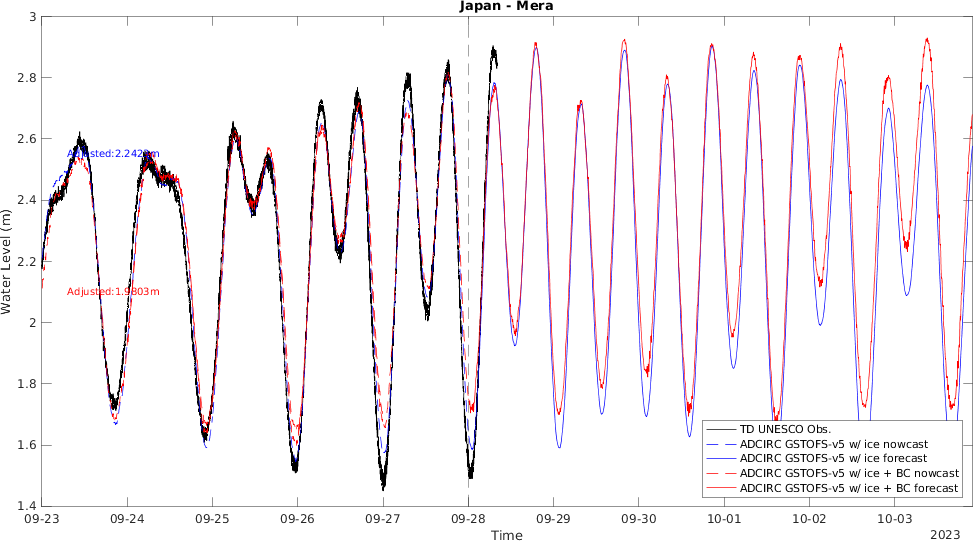 Japan - Mera
3
2.8
2.6
2.4
2.2
2
1.8
1.6
1.4
Water Level (m)
Adjusted:2.2429m
Adjusted:1.9803m
TD UNESCO Obs.
ADCIRC GSTOFS-v5 w/ ice nowcast
ADCIRC GSTOFS-v5 w/ ice forecast
ADCIRC GSTOFS-v5 w/ ice + BC nowcast
ADCIRC GSTOFS-v5 w/ ice + BC forecast
09-23 09-24 09-25 09-26 09-27 09-28 09-29 09-30 10-01 10-02 10-03
Time
2023